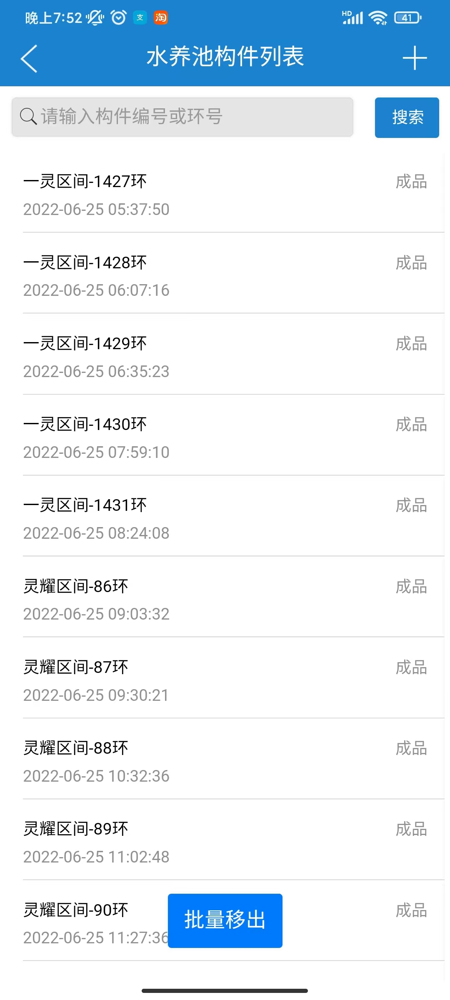 晚上7:52 支 淘 HD 41
水养池构件列表
请输入构件编号或环号 搜索
一灵区间-1427环 成品
2022-06-25 05:37:50
一灵区间-1428环 成品
2022-06-25 06:07:16
一灵区间-1429环 成品
2022-06-25 06:35:23
一灵区间-1430环 成品
2022-06-25 07:59:10
一灵区间-1431环 成品
2022-06-25 08:24:08
灵耀区间-86环 成品
2022-06-25 09:03:32
灵耀区间-87环 成品
2022-06-25 09:30:21
灵耀区间-88环 成品
2022-06-25 10:32:36
灵耀区间-89环 成品
2022-06-25 11:02:48
灵耀区间-90环 成品
2022-06-25 11:27:36
批量移出